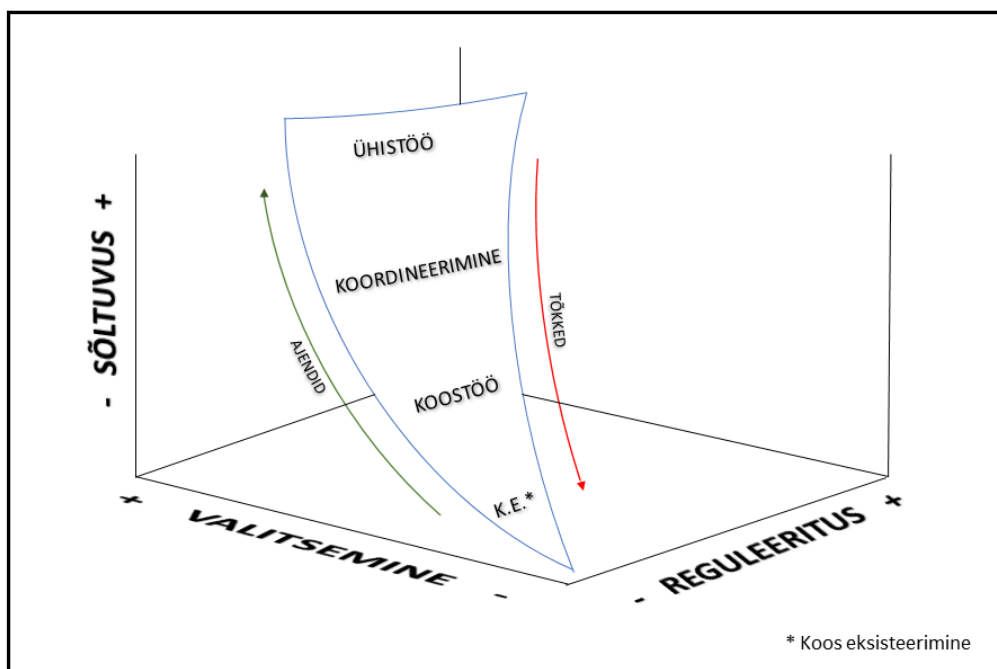 ÜHISTÖÖ
KOORDINEERIMINE
KOOSTÖÖ
K.E.*
AJENDID
TÕKKED
- SÕLTUVUS +
+ VALITSEMINE -
- REGULEERITUS +
* Koos eksisteerimine